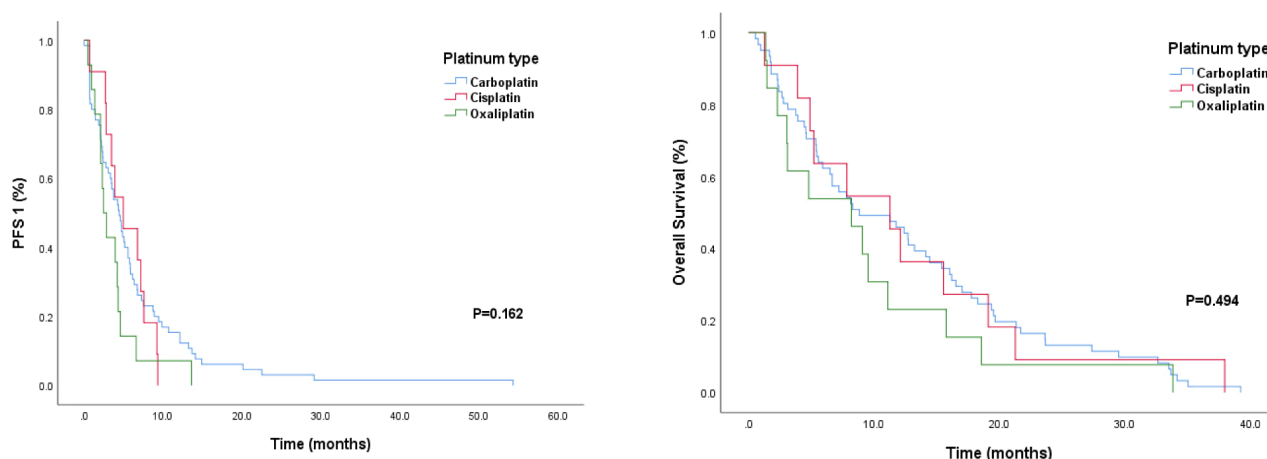 Platinum type
Carboplatin
Cisplatin
Oxaliplatin
PFS 1 (%)
1.0
0.8
0.6
0.4
0.2
0.0
P=0.162
.0 10.0 20.0 30.0 40.0 50.0 60.0
Time (months)
Platinum type
Carboplatin
Cisplatin
Oxaliplatin
Overall Survival (%)
1.0
0.8
0.6
0.4
0.2
0.0
P=0.494
.0 10.0 20.0 30.0 40.0
Time (months)